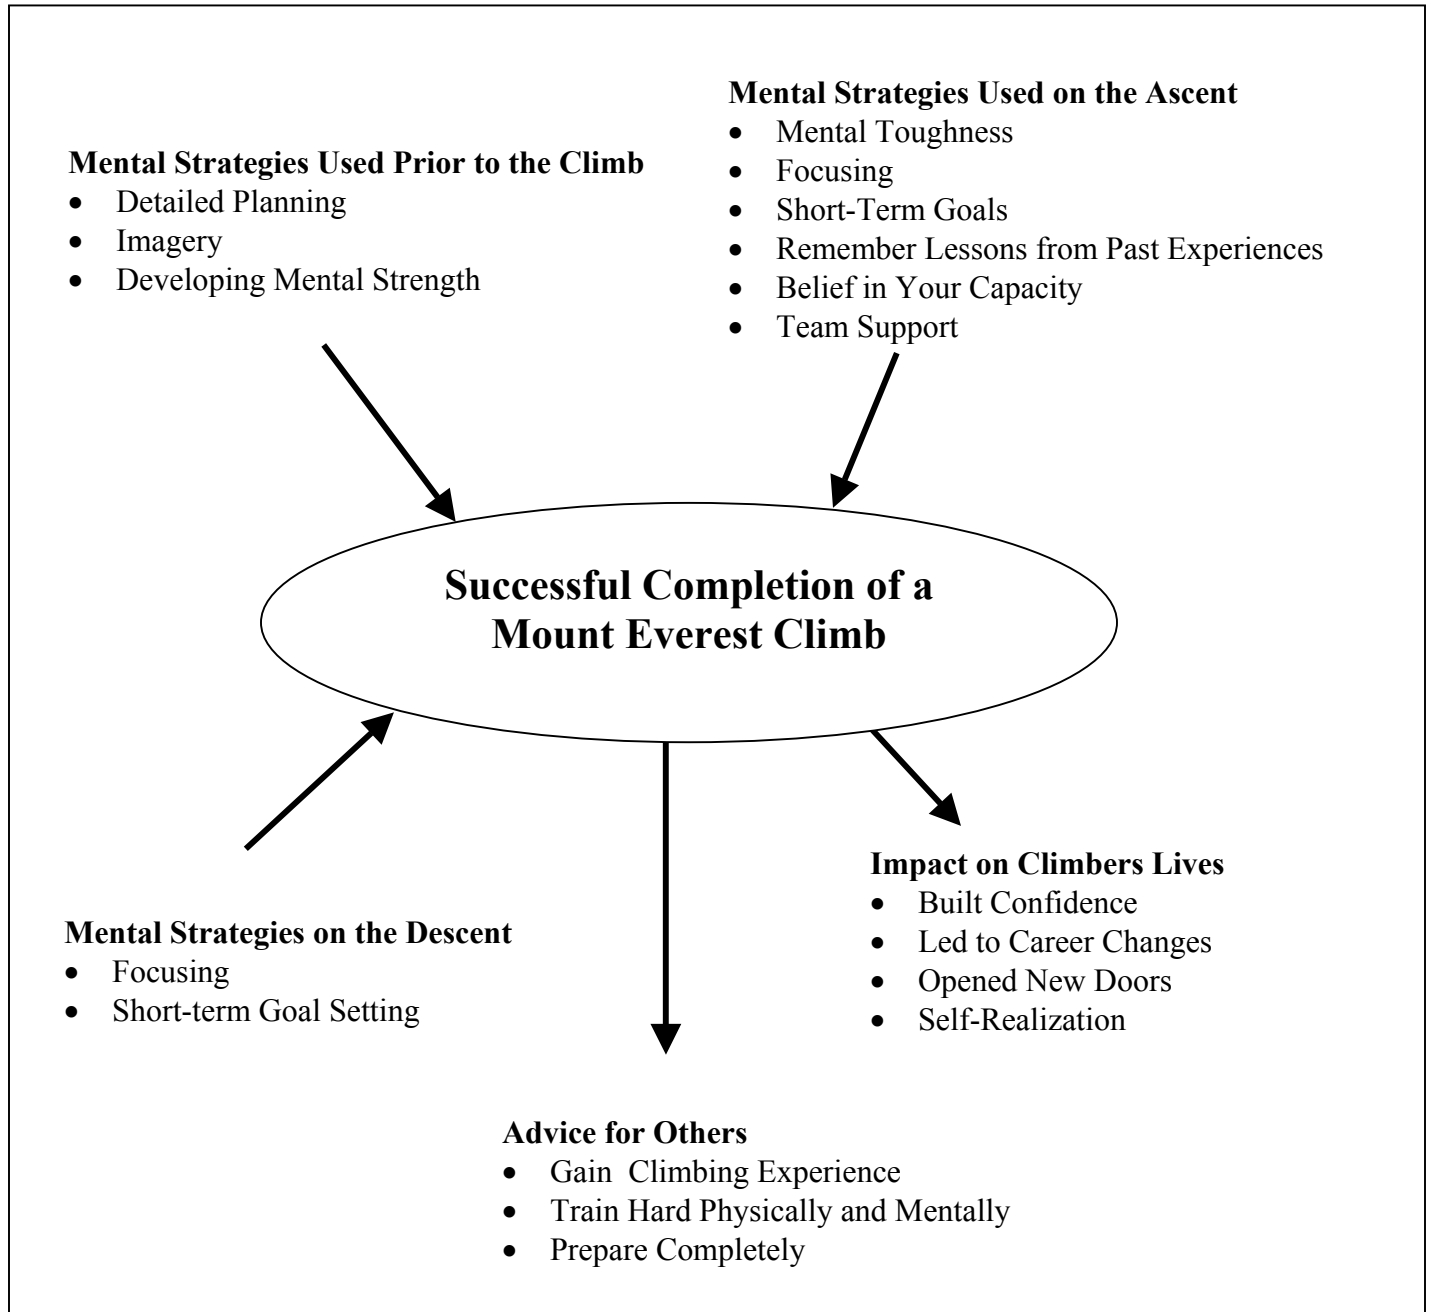 Mental Strategies Used Prior to the Climb
• Detailed Planning
• Imagery
• Developing Mental Strength
Mental Strategies Used on the Ascent
• Mental Toughness
• Focusing
• Short-Term Goals
• Remember Lessons from Past Experiences
• Belief in Your Capacity
• Team Support
Successful Completion of a
Mount Everest Climb
Mental Strategies on the Descent
• Focusing
• Short-term Goal Setting
Impact on Climbers Lives
• Built Confidence
• Led to Career Changes
• Opened New Doors
• Self-Realization
Advice for Others
• Gain  Climbing Experience
• Train Hard Physically and Mentally
• Prepare Completely